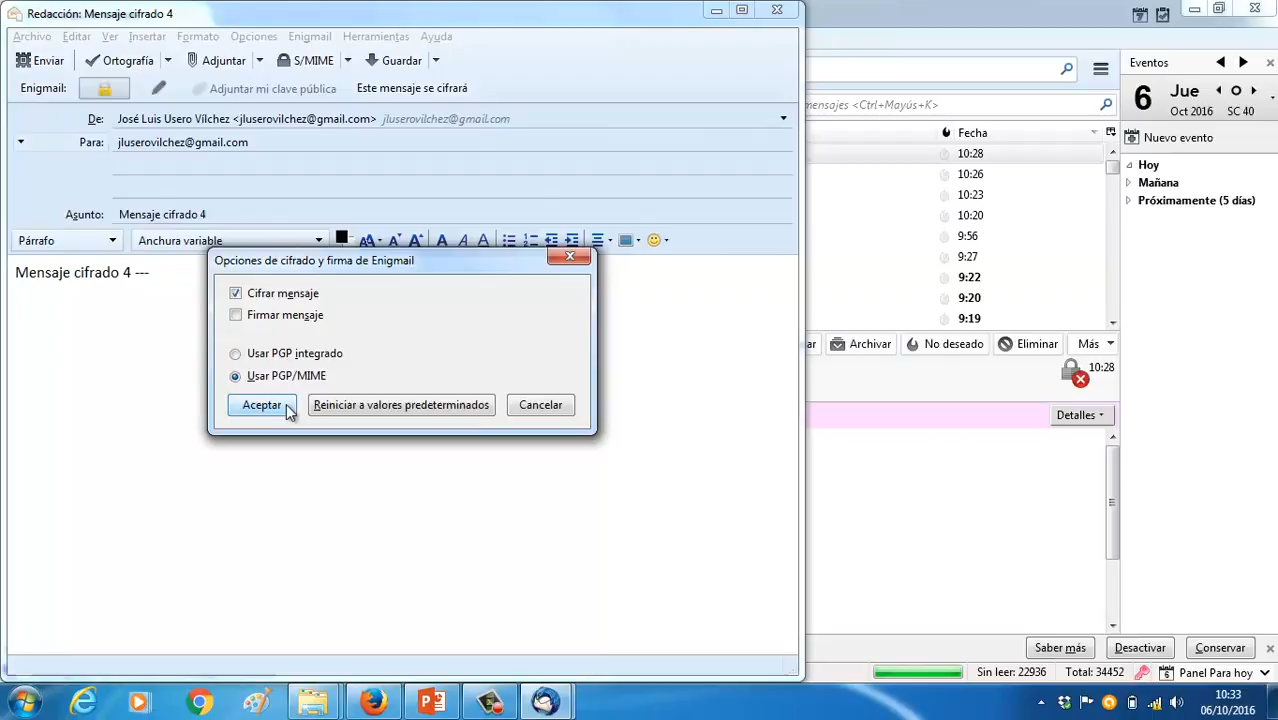 Redacción: Mensaje cifrado 4
Archivo Editar Ver Insertar Formato Opciones Enigmail Herramientas Ayuda
Enviar Ortografía Adjuntar S/MIME Guardar
Enigmail: Adjuntar mi clave pública Este mensaje se cifrará
De: José Luis Usero Vílchez <jluserovilchez@gmail.com> jluserovilchez@gmail.com
Para: jluserovilchez@gmail.com
Asunto: Mensaje cifrado 4
Párrafo Anchura variable
Mensaje cifrado 4 ---
Opciones de cifrado y firma de Enigmail
Cifrar mensaje
Firmar mensaje
Usar PGP integrado
Usar PGP/MIME
Aceptar Reiniciar a valores predeterminados Cancelar
mensajes <Ctrl+Mayús+K>
Fecha
10:28
10:26
10:23
10:20
9:56
9:27
9:22
9:20
9:19
ar Archivar No deseado Eliminar Más
10:28
Detalles
Eventos
6 Jue
Oct 2016 SC 40
Nuevo evento
Hoy
Mañana
Próximamente (5 días)
Saber más Desactivar Conservar
Sin leer: 22936 Total: 34452 6 Panel Para hoy
10:33
06/10/2016